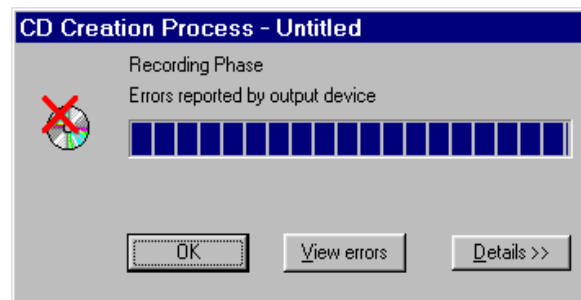 CD Creation Process - Untitled
Recording Phase
Errors reported by output device
OK View errors Details >>